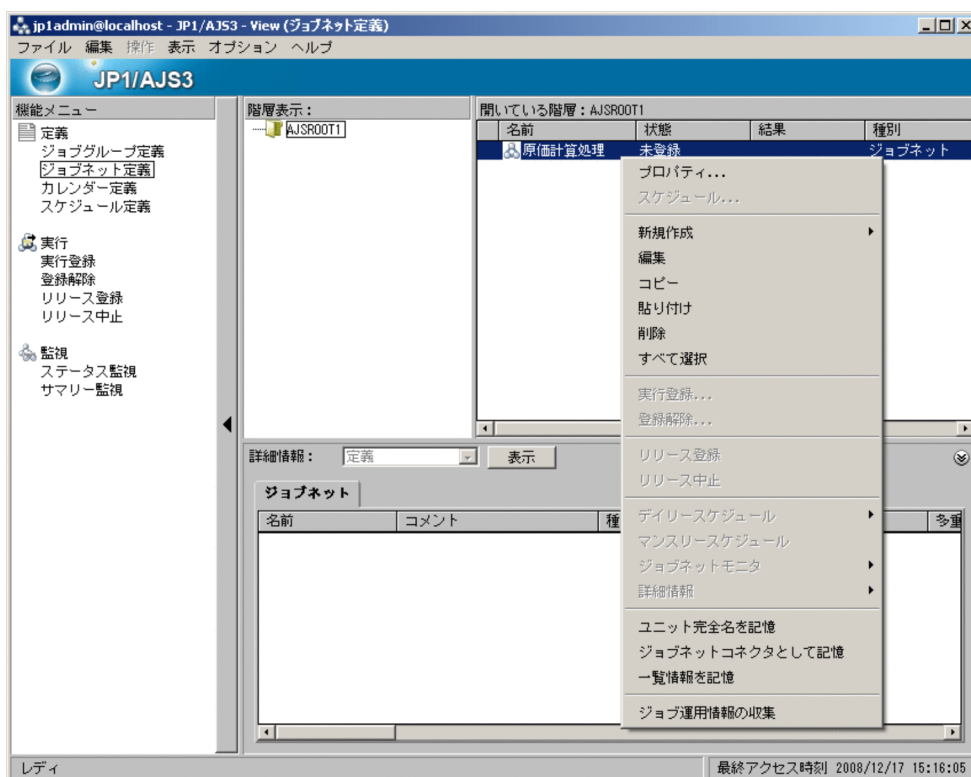 jp1admin@localhost - JP1/AJS3 - View (ジョブネット定義)
ファイル 編集 操作 表示 オプション ヘルプ
JP1/AJS3
機能メニュー
定義
ジョブグループ定義
ジョブネット定義
カレンダー定義
スケジュール定義
実行
実行登録
登録解除
リリース登録
リリース中止
監視
ステータス監視
サマリー監視
階層表示：
AJSROOT1
開いている階層：AJSROOT1
名前 状態 結果 種別
原価計算処理 未登録 ジョブネット
プロパティ...
スケジュール...
新規作成
編集
コピー
貼り付け
削除
すべて選択
実行登録...
登録解除...
リリース登録
リリース中止
デイリースケジュール
マンスリースケジュール
ジョブネットモニタ
詳細情報
ユニット完全名を記憶
ジョブネットコネクタとして記憶
一覧情報を記憶
ジョブ運用情報の収集
詳細情報： 定義 表示
ジョブネット
名前 コメント 種 多重
レディ
最終アクセス時刻 2008/12/17 15:16:05